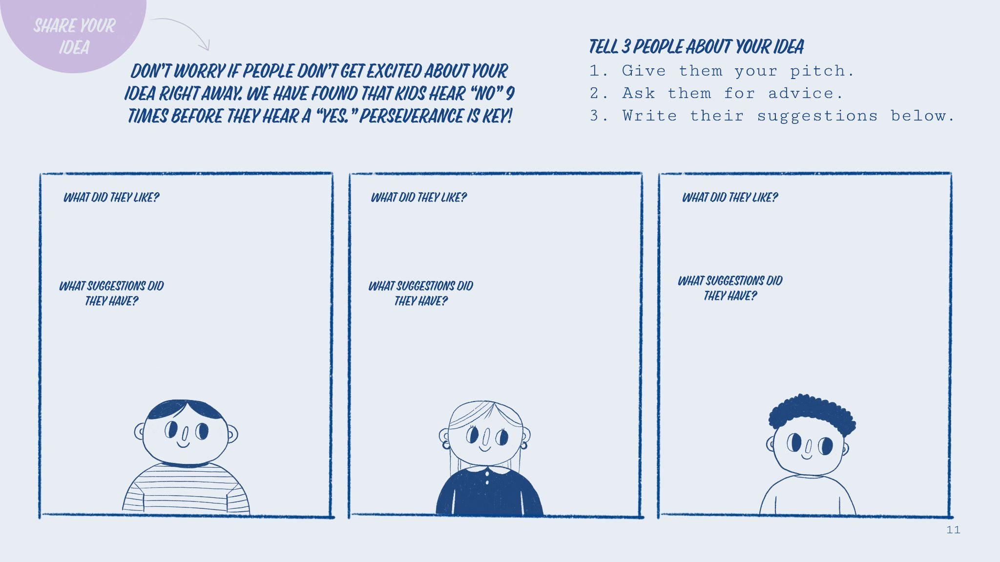 SHARE YOUR
IDEA
DON'T WORRY IF PEOPLE DON'T GET EXCITED ABOUT YOUR
IDEA RIGHT AWAY. WE HAVE FOUND THAT KIDS HEAR “NO” 9
TIMES BEFORE THEY HEAR A “YES.” PERSEVERANCE IS KEY!
TELL 3 PEOPLE ABOUT YOUR IDEA
1. Give them your pitch.
2. Ask them for advice.
3. Write their suggestions below.
WHAT DID THEY LIKE?
WHAT SUGGESTIONS DID
THEY HAVE?
WHAT DID THEY LIKE?
WHAT SUGGESTIONS DID
THEY HAVE?
WHAT DID THEY LIKE?
WHAT SUGGESTIONS DID
THEY HAVE?
11